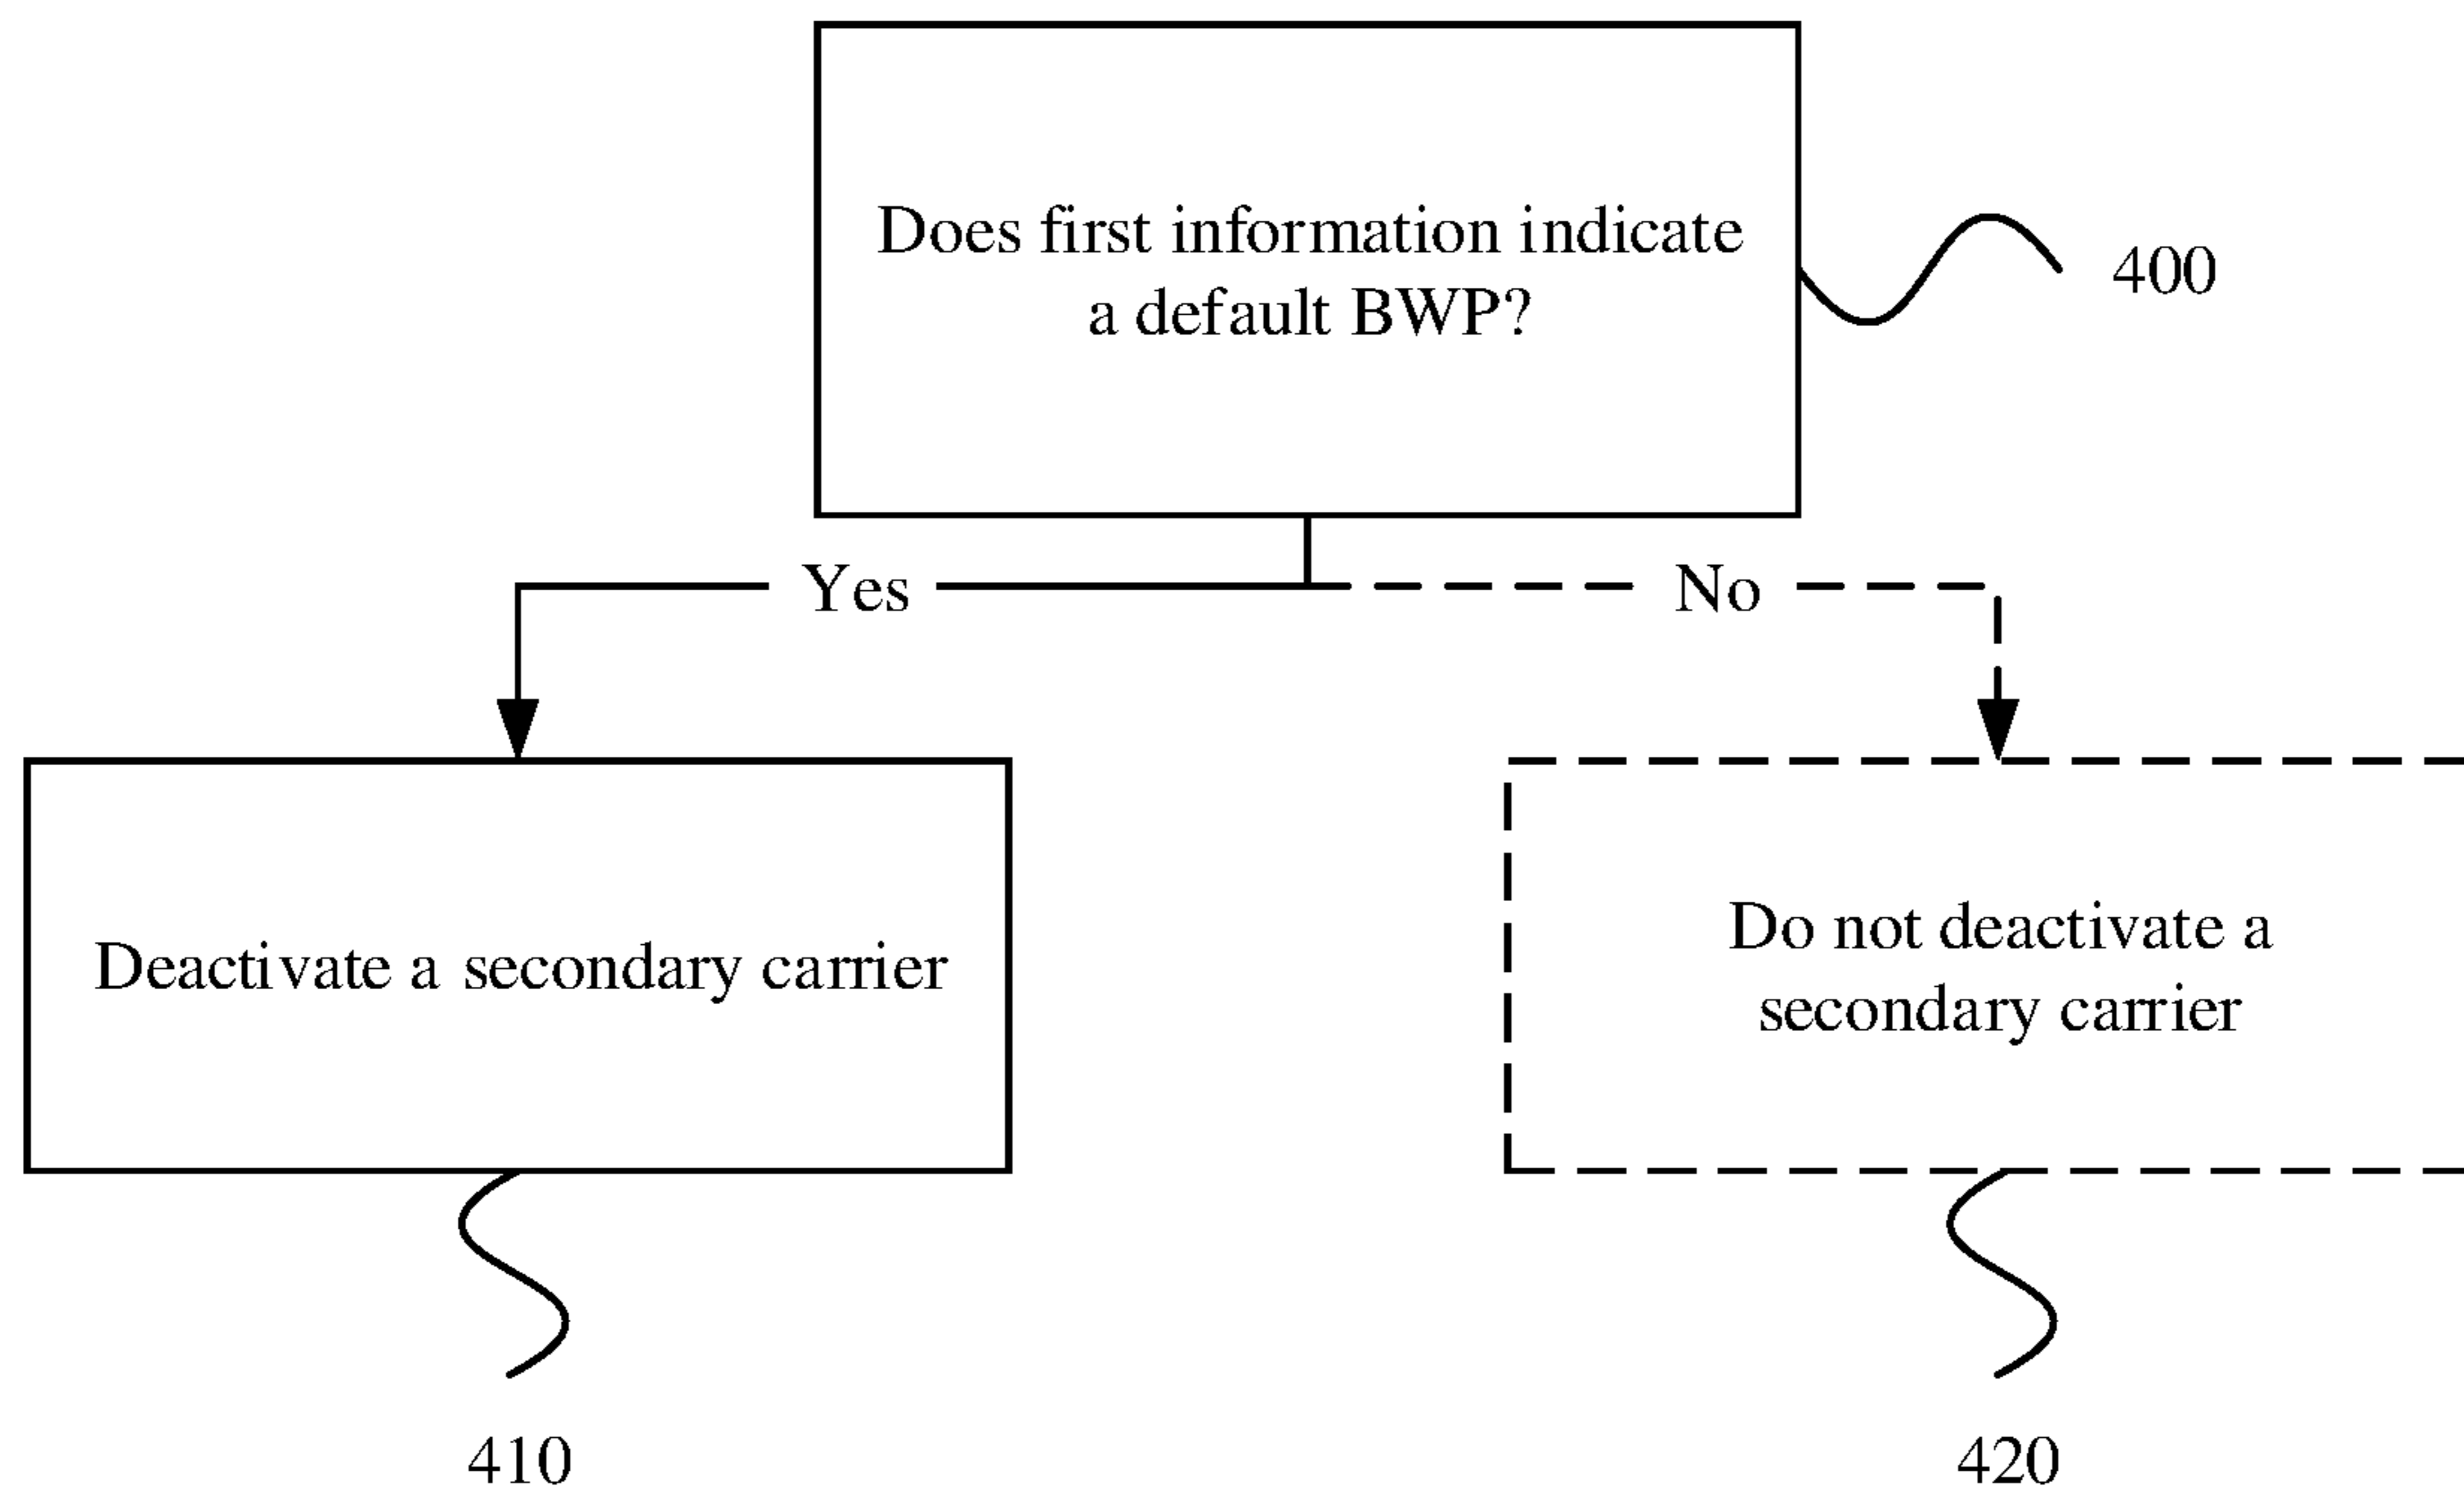 Does first information indicate
a default BWP?
400
Yes
No
Deactivate a secondary carrier
Do not deactivate a
secondary carrier
410
420